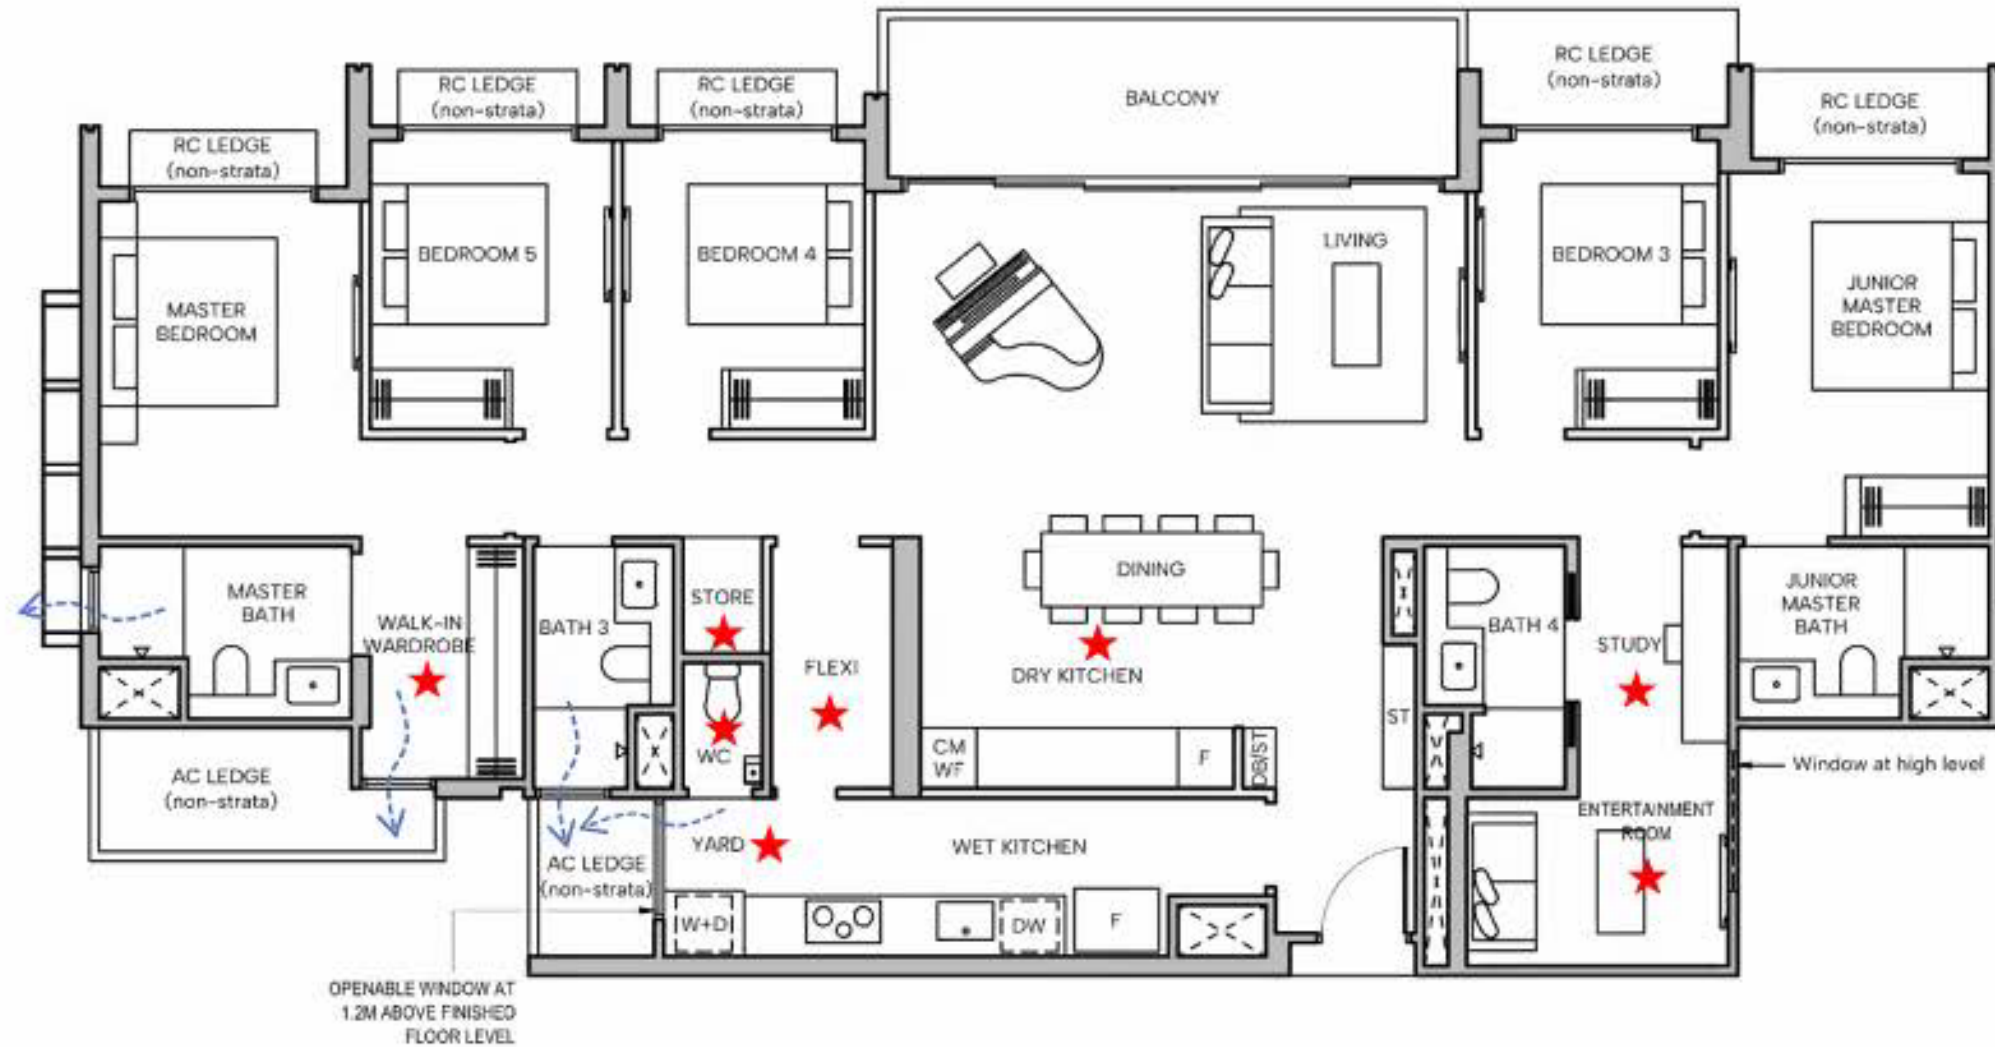 RC LEDGE
(non-strata)
RC LEDGE
(non-strata)
RC LEDGE
(non-strata)
BALCONY
RC LEDGE
(non-strata)
RC LEDGE
(non-strata)
MASTER
BEDROOM
BEDROOM 5
BEDROOM 4
LIVING
BEDROOM 3
JUNIOR
MASTER
BEDROOM
MASTER
BATH
WALK-IN
WARDROBE
BATH 3
STORE
WC
FLEXI
DINING
DRY KITCHEN
CM
WF
F
DB/ST
ST
BATH 4
STUDY
JUNIOR
MASTER
BATH
Window at high level
ENTERTAINMENT
ROOM
AC LEDGE
(non-strata)
AC LEDGE
(non-strata)
YARD
WET KITCHEN
W+D
DW
F
OPENABLE WINDOW AT
1.2M ABOVE FINISHED
FLOOR LEVEL